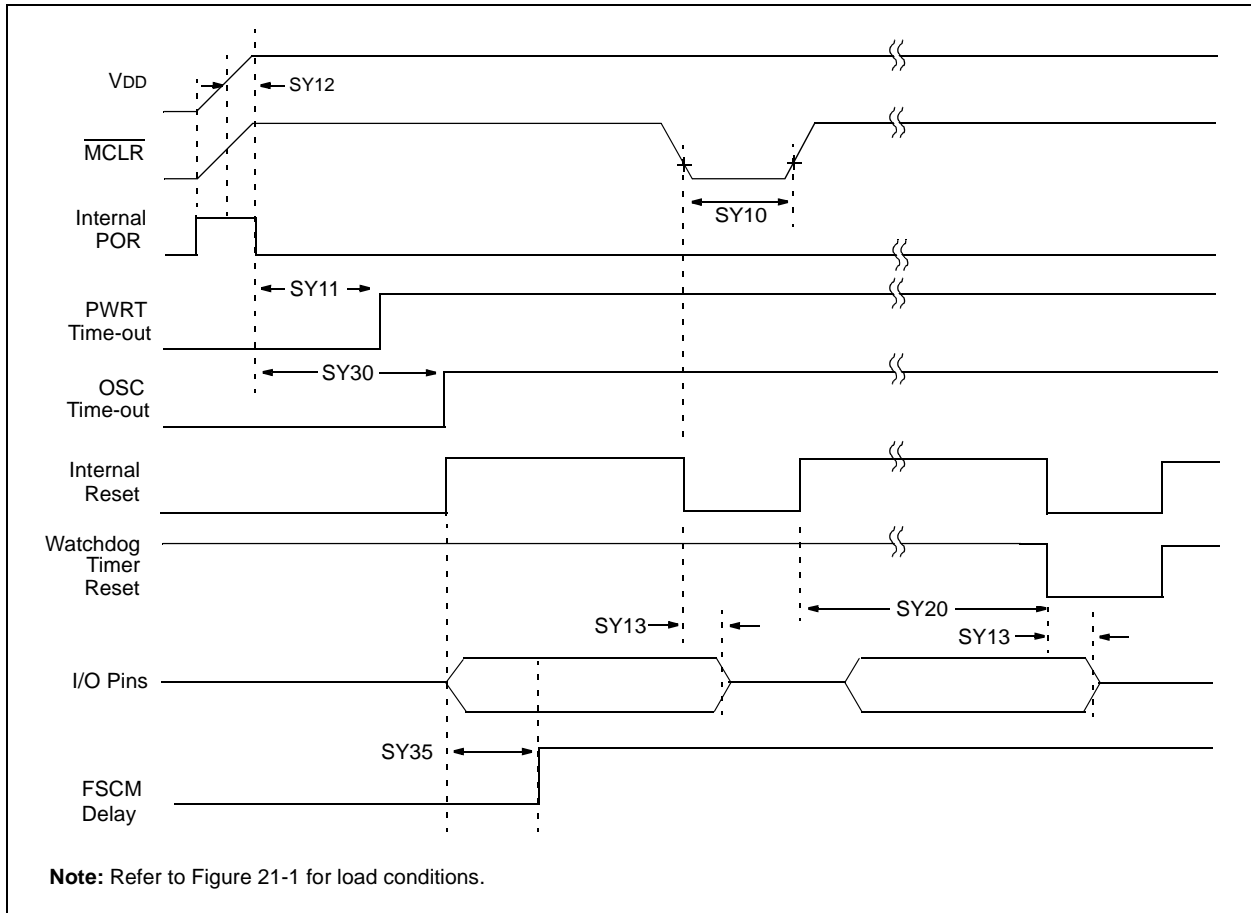 VDD
SY12
MCLR
SY10
Internal
POR
SY11
PWRT
Time-out
SY30
OSC
Time-out
Internal
Reset
Watchdog
Timer
Reset
SY20
SY13
SY13
I/O Pins
SY35
FSCM
Delay
Note: Refer to Figure 21-1 for load conditions.